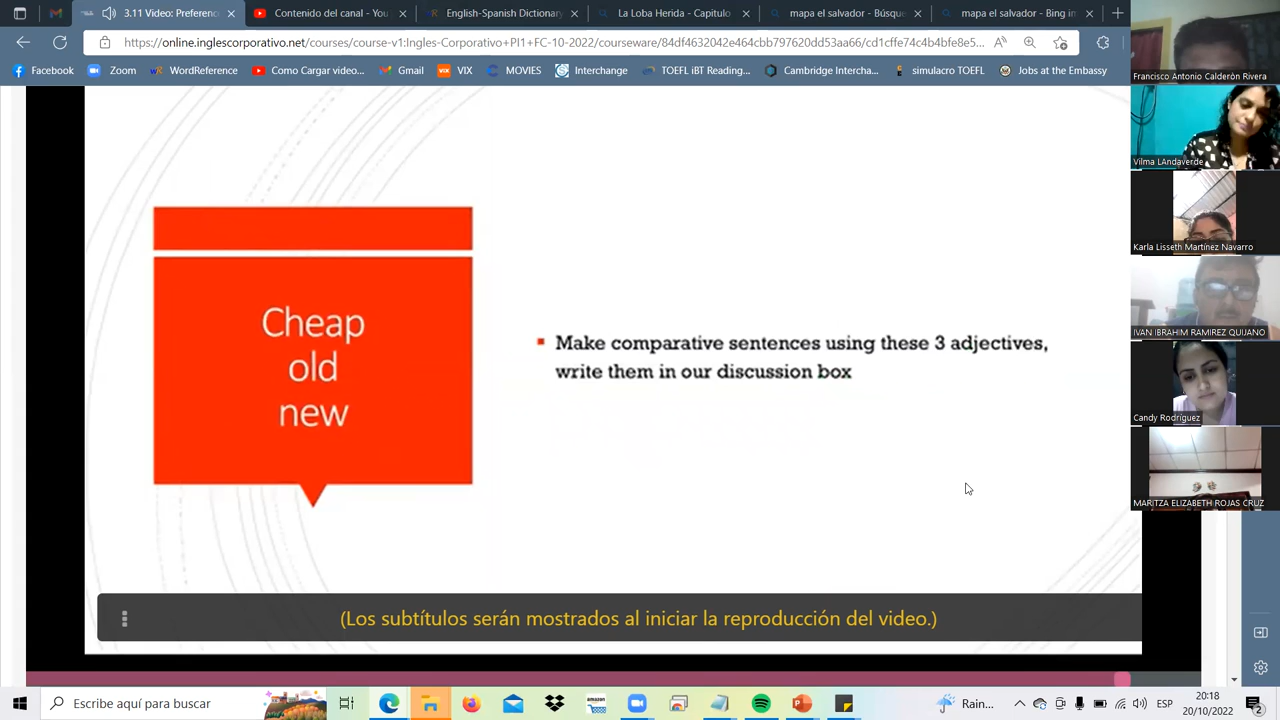 3.11 Video: Preferenc
Contenido del canal - You
English-Spanish Dictionary
La Loba Herida - Capitulo
mapa el salvador - Búsque
mapa el salvador - Bing im
https://online.inglescorporativo.net/courses/course-v1:Ingles-Corporativo+PI1+FC-10-2022/courseware/84df4632042e464cbb797620dd53aa66/cd1cffe74c4b4bfe8e5...
Facebook
Zoom
WordReference
Como Cargar video...
Gmail
VIX
MOVIES
Interchange
TOEFL iBT Reading...
Cambridge Intercha...
simulacro TOEFL
Jobs at the Embassy
Francisco Antonio Calderòn Rivera
Vilma LAndaverde
Karla Lisseth Martínez Navarro
IVAN IBRAHIM RAMIREZ QUIJANO
Candy Rodríguez
MARITZA ELIZABETH ROJAS CRUZ
Cheap
old
new
Make comparative sentences using these 3 adjectives,
write them in our discussion box
(Los subtítulos serán mostrados al iniciar la reproducción del video.)
Escribe aquí para buscar
Rain...
ESP
20:18
20/10/2022
2